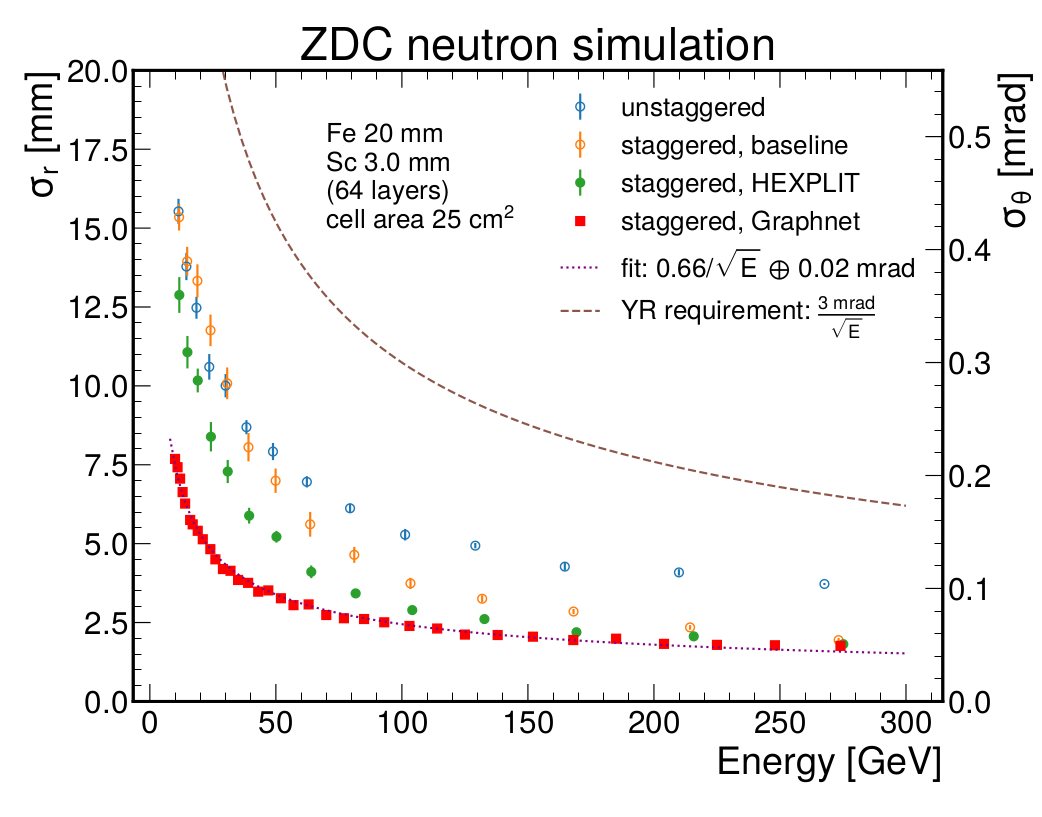 ZDC neutron simulation
σr [mm]
20.0
17.5
15.0
12.5
10.0
7.5
5.0
2.5
0.0
Fe 20 mm
Sc 3.0 mm
(64 layers)
cell area 25 cm²
unstaggered
staggered, baseline
staggered, HEXPLIT
staggered, Graphnet
fit: 0.66/√E ⊕ 0.02 mrad
YR requirement: 3 mrad/√E
0.5
0.4
0.3
0.2
0.1
0.0
σθ [mrad]
0 50 100 150 200 250 300
Energy [GeV]